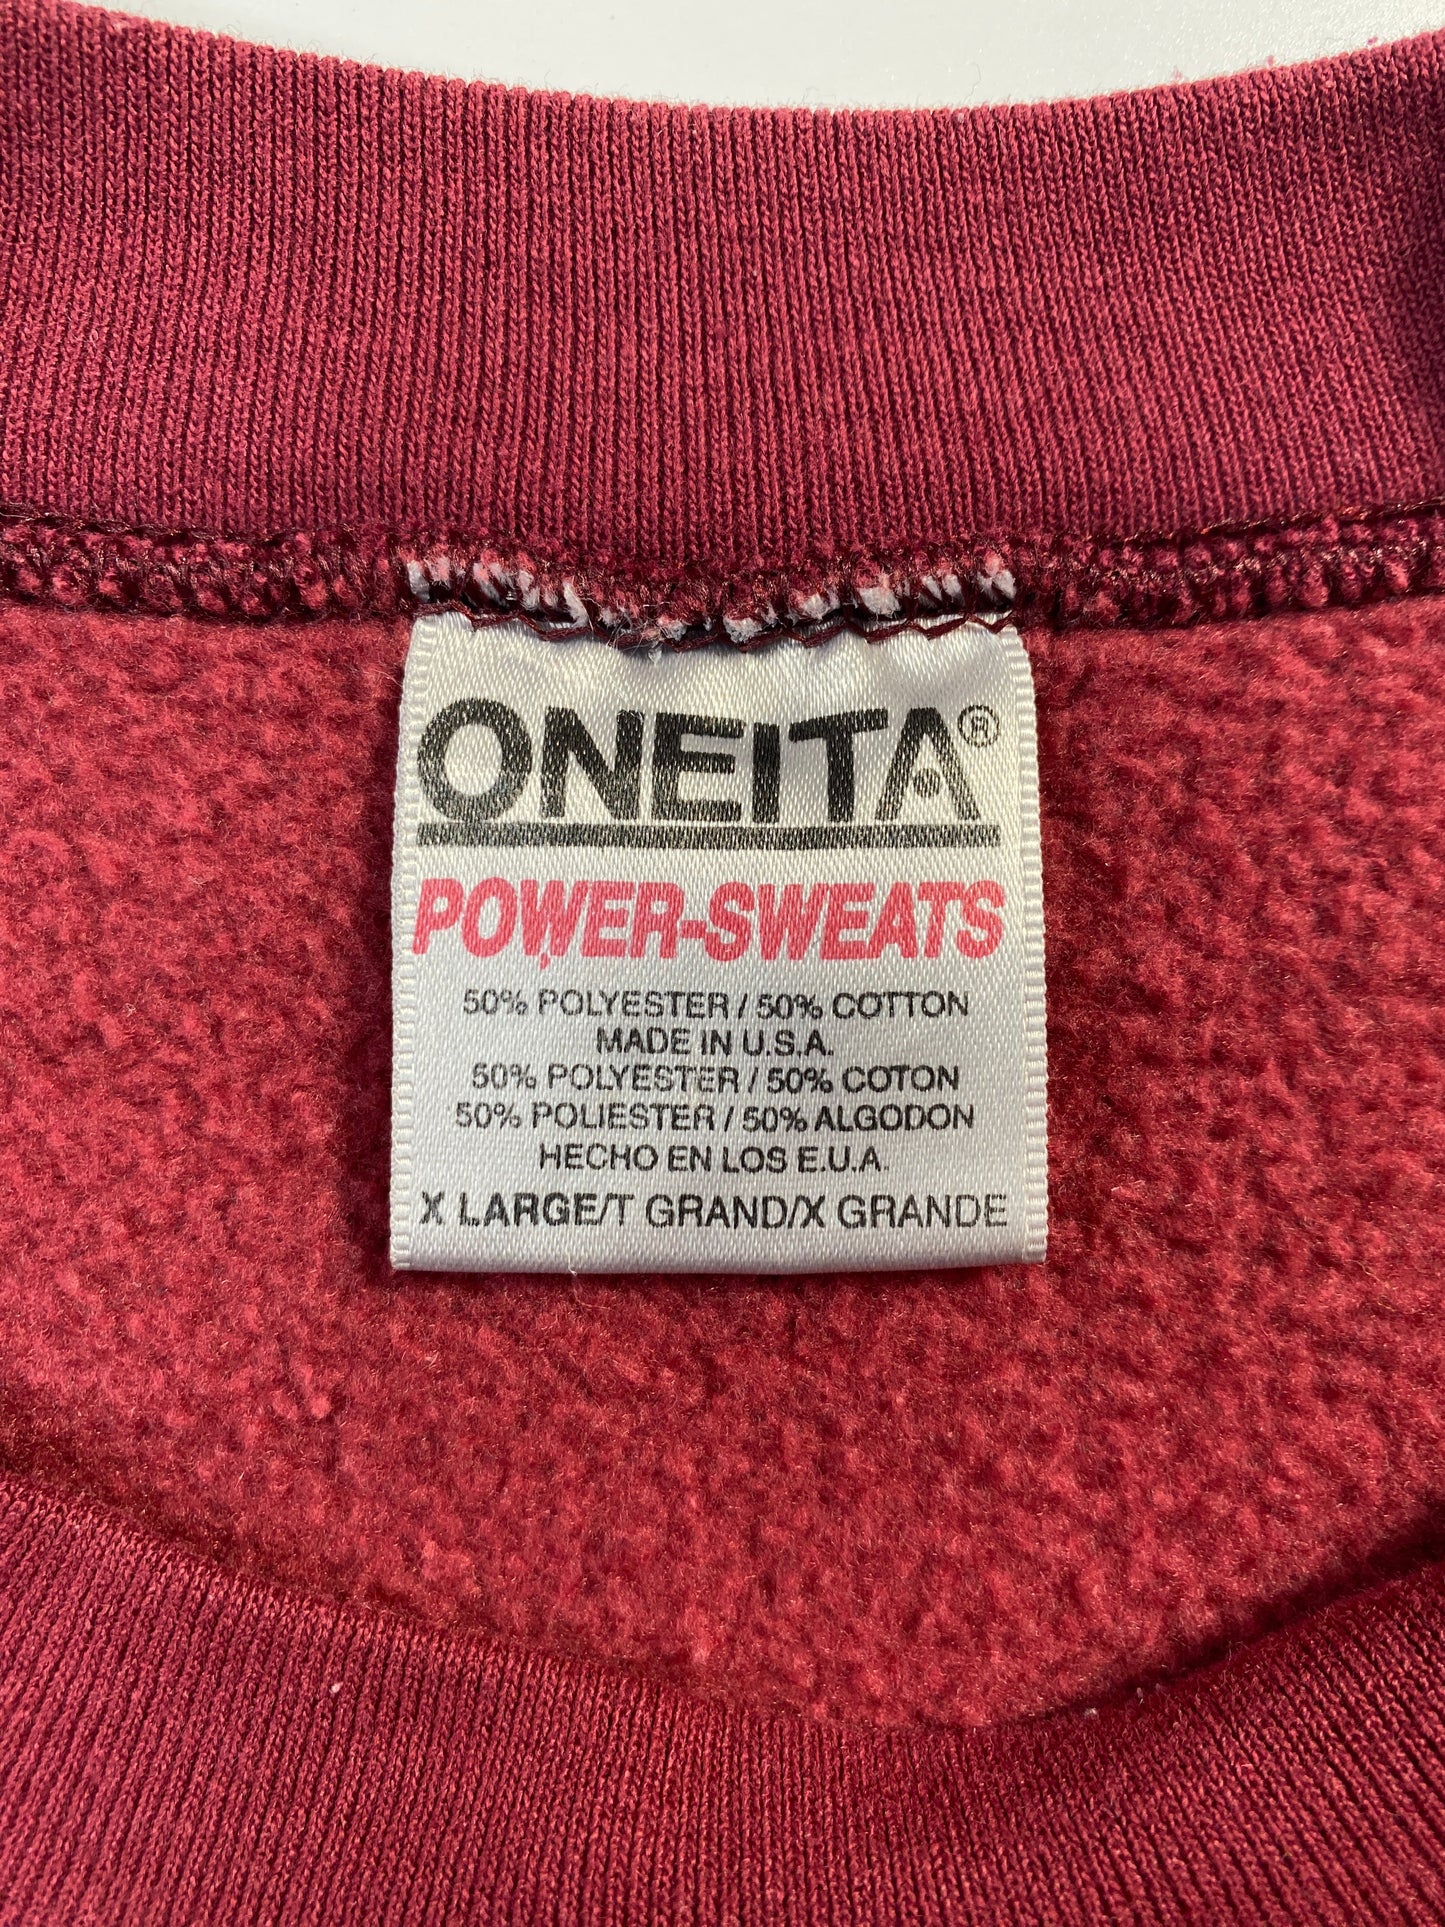 ONEITA®
POWER-SWEATS
50% POLYESTER / 50% COTTON
MADE IN U.S.A.
50% POLYESTER / 50% COTON
50% POLIESTER / 50% ALGODON
HECHO EN LOS E.U.A.
X LARGE/T GRAND/X GRANDE